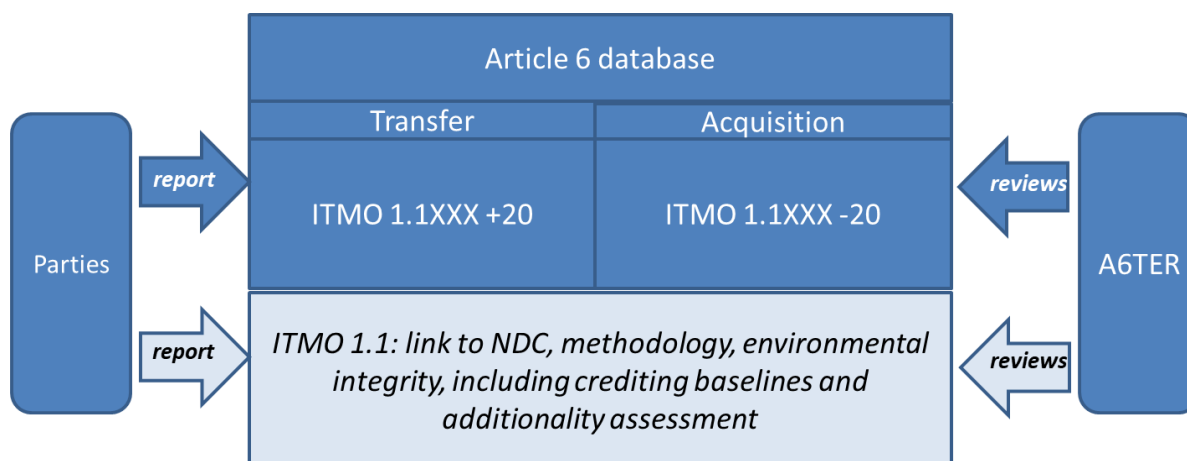 Article 6 database
Transfer
Acquisition
report
reviews
ITMO 1.1XXX +20
ITMO 1.1XXX -20
Parties
A6TER
report
reviews
ITMO 1.1: link to NDC, methodology, environmental
integrity, including crediting baselines and
additionality assessment